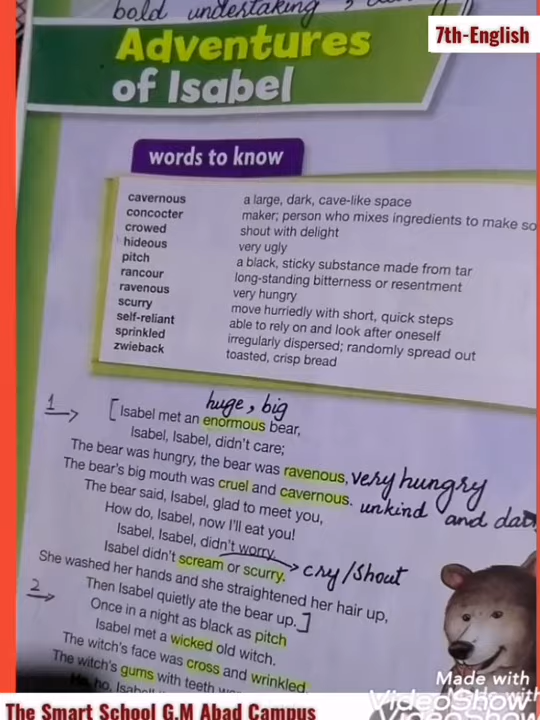 bold undertaking,
7th-English
Adventures
of Isabel
words to know
cavernous a large, dark, cave-like space
concocter maker; person who mixes ingredients to make so
crowed shout with delight
hideous very ugly
pitch a black, sticky substance made from tar
rancour long-standing bitterness or resentment
ravenous very hungry
scurry move hurriedly with short, quick steps
self-reliant able to rely on and look after oneself
sprinkled irregularly dispersed; randomly spread out
zwieback toasted, crisp bread
huge, big
1 [Isabel met an enormous bear,
Isabel, Isabel, didn't care;
The bear was hungry, the bear was ravenous, very hungry
The bear's big mouth was cruel and cavernous. unkind and dar
The bear said, Isabel, glad to meet you,
How do, Isabel, now I'll eat you!
Isabel, Isabel, didn't worry.
Isabel didn't scream or scurry. cry/shout
She washed her hands and she straightened her hair up,
Then Isabel quietly ate the bear up.]
2 Once in a night as black as pitch
Isabel met a wicked old witch.
The witch's face was cross and wrinkled,
The witch's gums with teeth
ho, Isabel
Made with
VideoShow
Made with
VideoShow
The Smart School G.M Abad Campus